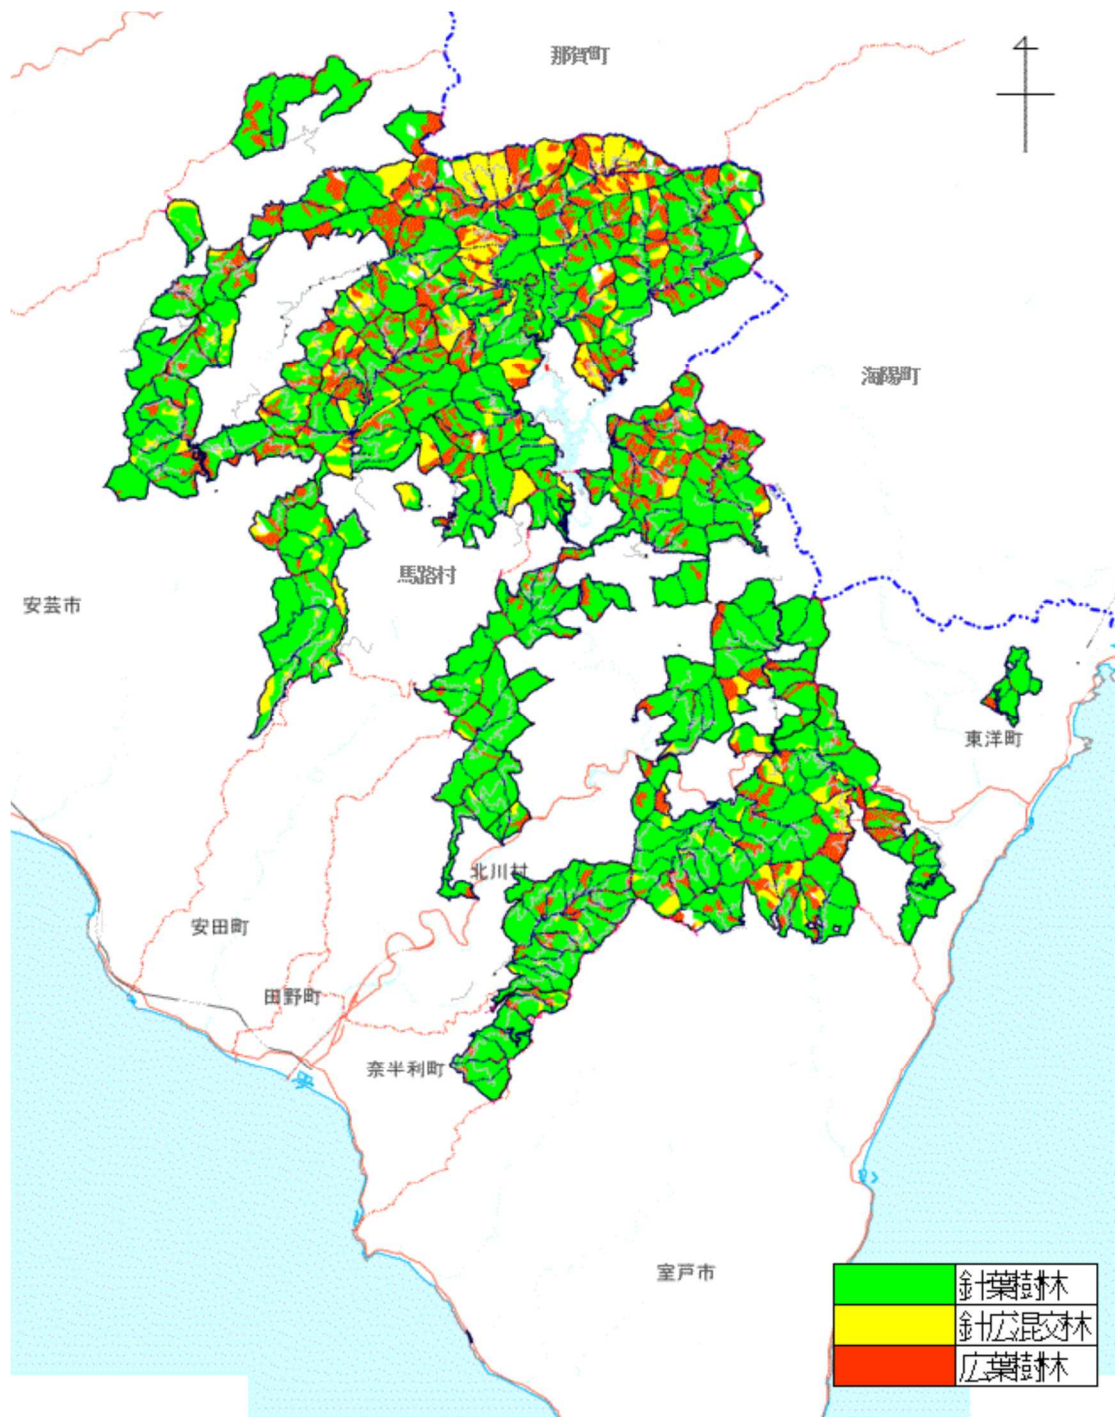 那賀町
海陽町
馬路村
安芸市
東洋町
北川村
安田町
田野町
奈半利町
室戸市
針葉樹林
針広混交林
広葉樹林